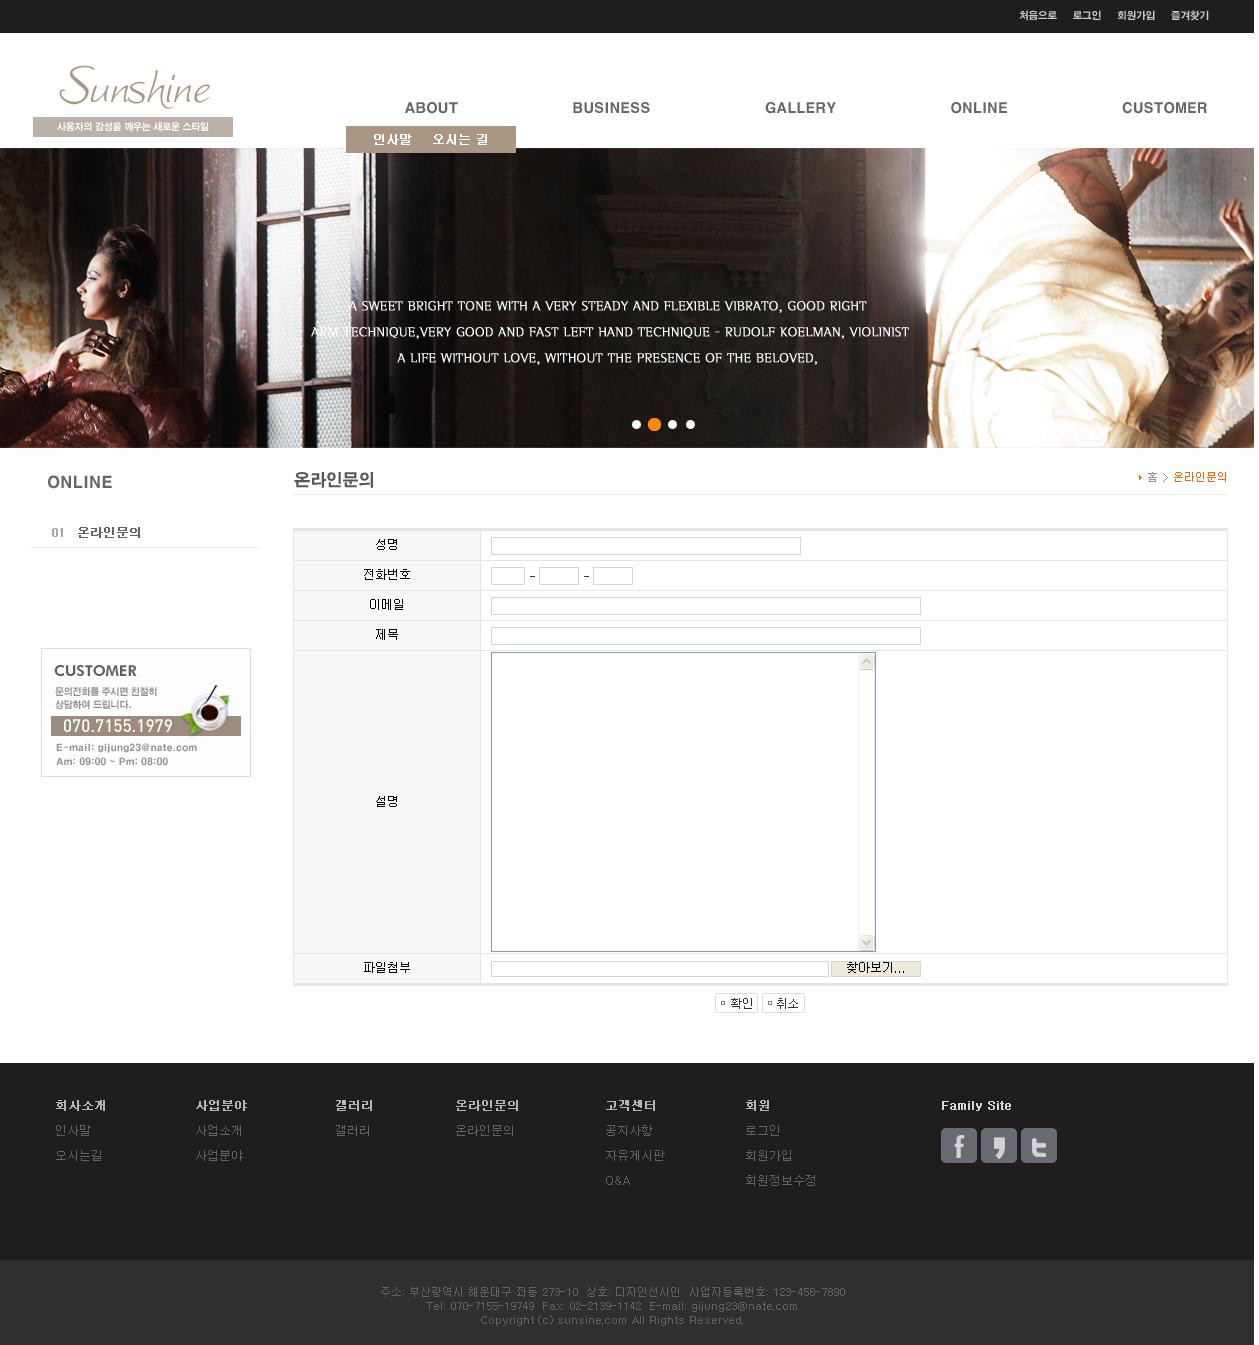 처음으로 로그인 회원가입 즐겨찾기
Sunshine
사용자의 감성을 깨우는 새로운 스타일
ABOUT BUSINESS GALLERY ONLINE CUSTOMER
인사말 오시는 길
A SWEET BRIGHT TONE WITH A VERY STEADY AND FLEXIBLE VIBRATO, GOOD RIGHT
ARM TECHNIQUE,VERY GOOD AND FAST LEFT HAND TECHNIQUE - RUDOLF KOELMAN, VIOLINIST
A LIFE WITHOUT LOVE, WITHOUT THE PRESENCE OF THE BELOVED,
ONLINE
01 온라인문의
CUSTOMER
문의전화를 주시면 친절히
상담하여 드립니다.
070.7155.1979
E-mail: gijung23@nate.com
Am: 09:00 ~ Pm: 08:00
온라인문의
홈 > 온라인문의
성명
전화번호 - -
이메일
제목
설명
파일첨부 찾아보기...
확인 취소
회사소개 사업분야 갤러리 온라인문의 고객센터 회원 Family Site
인사말 사업소개 갤러리 온라인문의 공지사항 로그인
오시는길 사업분야 자유게시판 회원가입
Q&A 회원정보수정
주소: 부산광역시 해운대구 좌동 273-10 상호: 디자인선사인 사업자등록번호: 123-456-7890
Tel: 070-7155-19749 Fax: 02-2139-1142 E-mail: gijung23@nate.com
Copyright (c) sunsine.com All Rights Reserved.